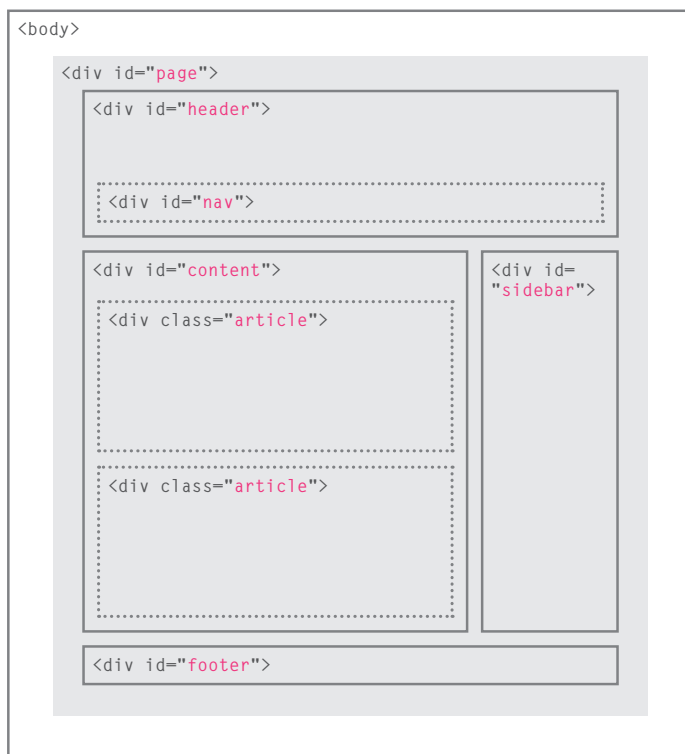 <body>
<div id="page">
<div id="header">
<div id="nav">
<div id="content">
<div class="article">
<div class="article">
<div id=
"sidebar">
<div id="footer">